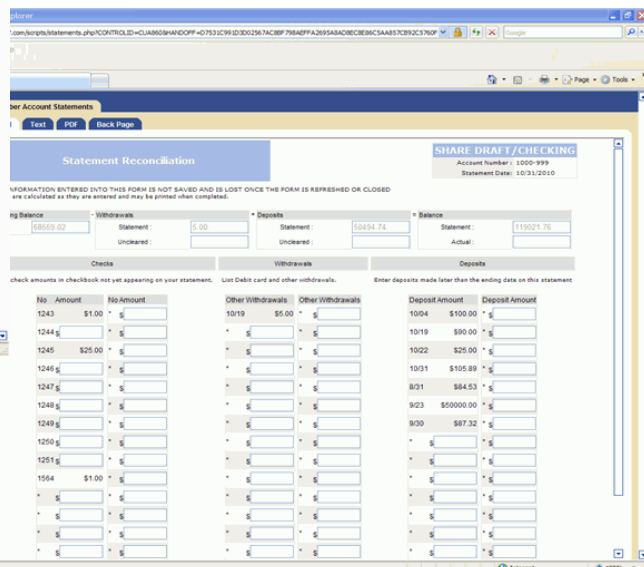 plorer
.com/scripts/statements.php?CONTROLID=CUA860&HANDOFF=D7531C991D3D02567AC8BF798AEFFA2695A8AD8EC8E86C5AA857CB92C5760F
Google
Page Tools
ber Account Statements
Text PDF Back Page
Statement Reconciliation
SHARE DRAFT/CHECKING
Account Number: 1000-999
Statement Date: 10/31/2010
INFORMATION ENTERED INTO THIS FORM IS NOT SAVED AND IS LOST ONCE THE FORM IS REFRESHED OR CLOSED
are calculated as they are entered and may be printed when completed.
ng Balance - Withdrawals + Deposits = Balance
68559.02 Statement : 5.00 Statement : 50494.74 Statement : 119021.76
Uncleared : Uncleared : Actual :
Checks Withdrawals Deposits
check amounts in checkbook not yet appearing on your statement. List Debit card and other withdrawals. Enter deposits made later than the ending date on this statement
No Amount No Amount Other Withdrawals Other Withdrawals Deposit Amount Deposit Amount
1243 $1.00 * $ 10/19 $5.00 * $ 10/04 $100.00 * $
1244 $ * $ * $ * $ 10/19 $90.00 * $
1245 $25.00 * $ * $ * $ 10/22 $25.00 * $
1246 $ * $ * $ * $ 10/31 $105.89 * $
1247 $ * $ * $ * $ 8/31 $84.53 * $
1248 $ * $ * $ * $ 9/23 $50000.00 * $
1249 $ * $ * $ * $ 9/30 $87.32 * $
1250 $ * $ * $ * $ * $ * $
1251 $ * $ * $ * $ * $ * $
1564 $1.00 * $ * $ * $ * $ * $
* $ * $ * $ * $ * $ * $
* $ * $ * $ * $ * $ * $
* $ * $ * $ * $ * $ * $
* $ * $ * $ * $ * $ * $